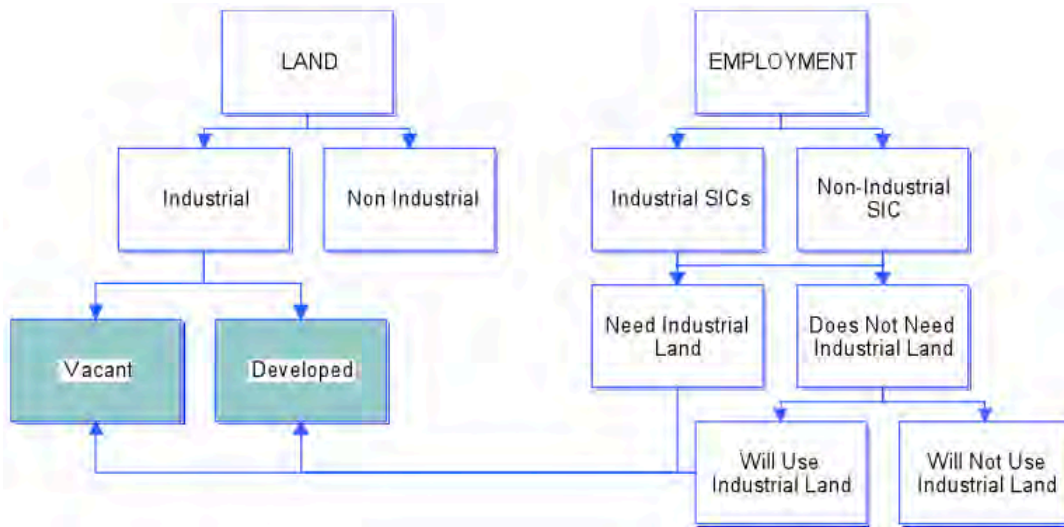 LAND
EMPLOYMENT
Industrial
Non Industrial
Industrial SICs
Non-Industrial
SIC
Need Industrial
Land
Does Not Need
Industrial Land
Vacant
Developed
Will Use
Industrial Land
Will Not Use
Industrial Land